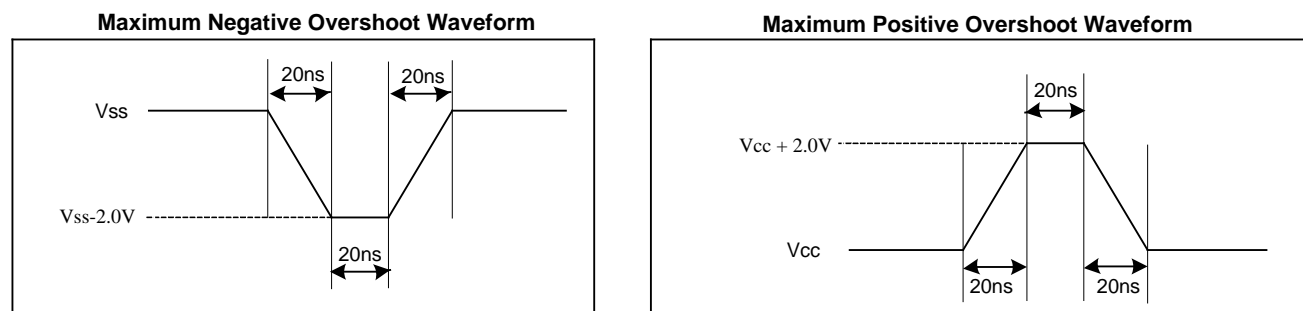 Maximum Negative Overshoot Waveform
20ns
20ns
Vss
Vss-2.0V
20ns
Maximum Positive Overshoot Waveform
20ns
Vcc + 2.0V
Vcc
20ns
20ns